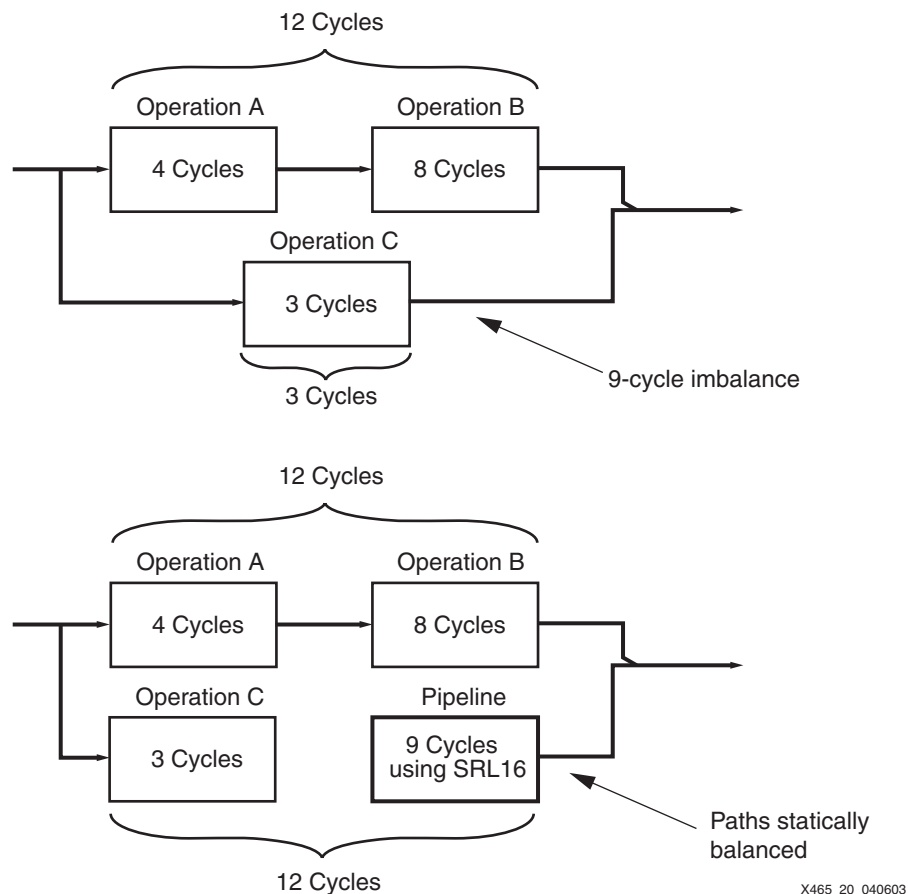 12 Cycles
Operation A
Operation B
4 Cycles
8 Cycles
Operation C
3 Cycles
9-cycle imbalance
3 Cycles
12 Cycles
Operation A
Operation B
4 Cycles
8 Cycles
Operation C
Pipeline
3 Cycles
9 Cycles
using SRL16
Paths statically
balanced
12 Cycles
X465_20_040603